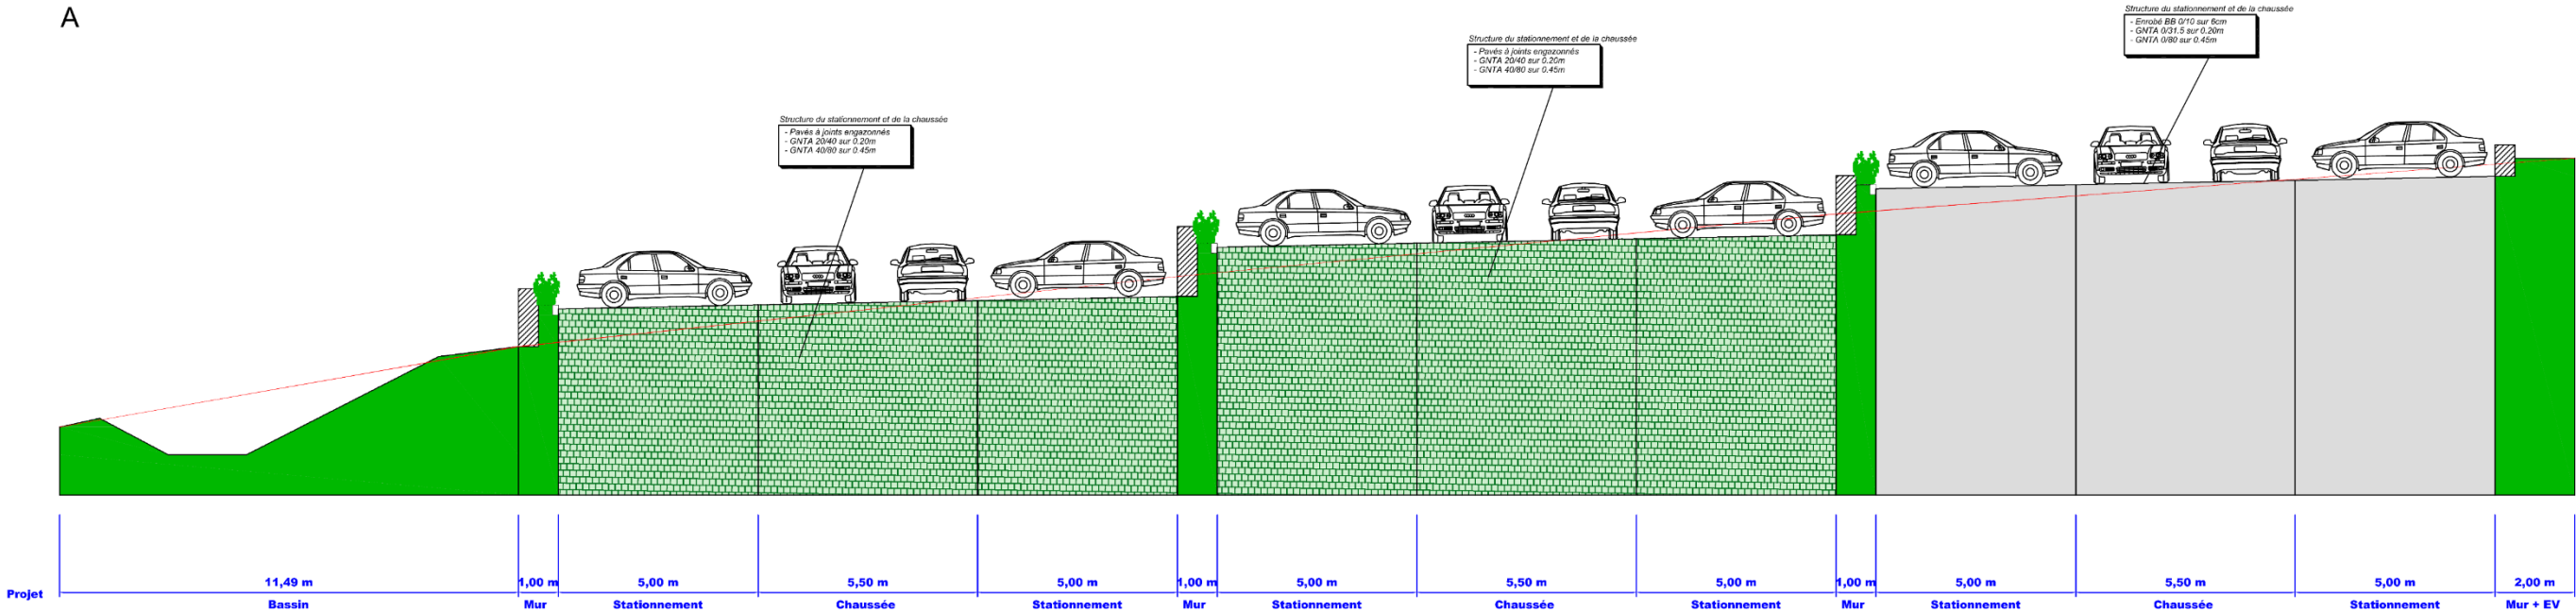 A
Structure du stationnement et de la chaussée
- Enrobé BB 0/10 sur 6cm
- GNTA 0/31.5 sur 0.20m
- GNTA 0/80 sur 0.45m
Structure du stationnement et de la chaussée
- Pavés à joints engazonnés
- GNTA 20/40 sur 0.20m
- GNTA 40/80 sur 0.45m
Structure du stationnement et de la chaussée
- Pavés à joints engazonnés
- GNTA 20/40 sur 0.20m
- GNTA 40/80 sur 0.45m
11,49 m 1,00 m 5,00 m 5,50 m 5,00 m 1,00 m 5,00 m 5,50 m 5,00 m 1,00 m 5,00 m 5,50 m 5,00 m 2,00 m
Projet
Bassin Mur Stationnement Chaussée Stationnement Mur Stationnement Chaussée Stationnement Mur Stationnement Chaussée Stationnement Mur + EV